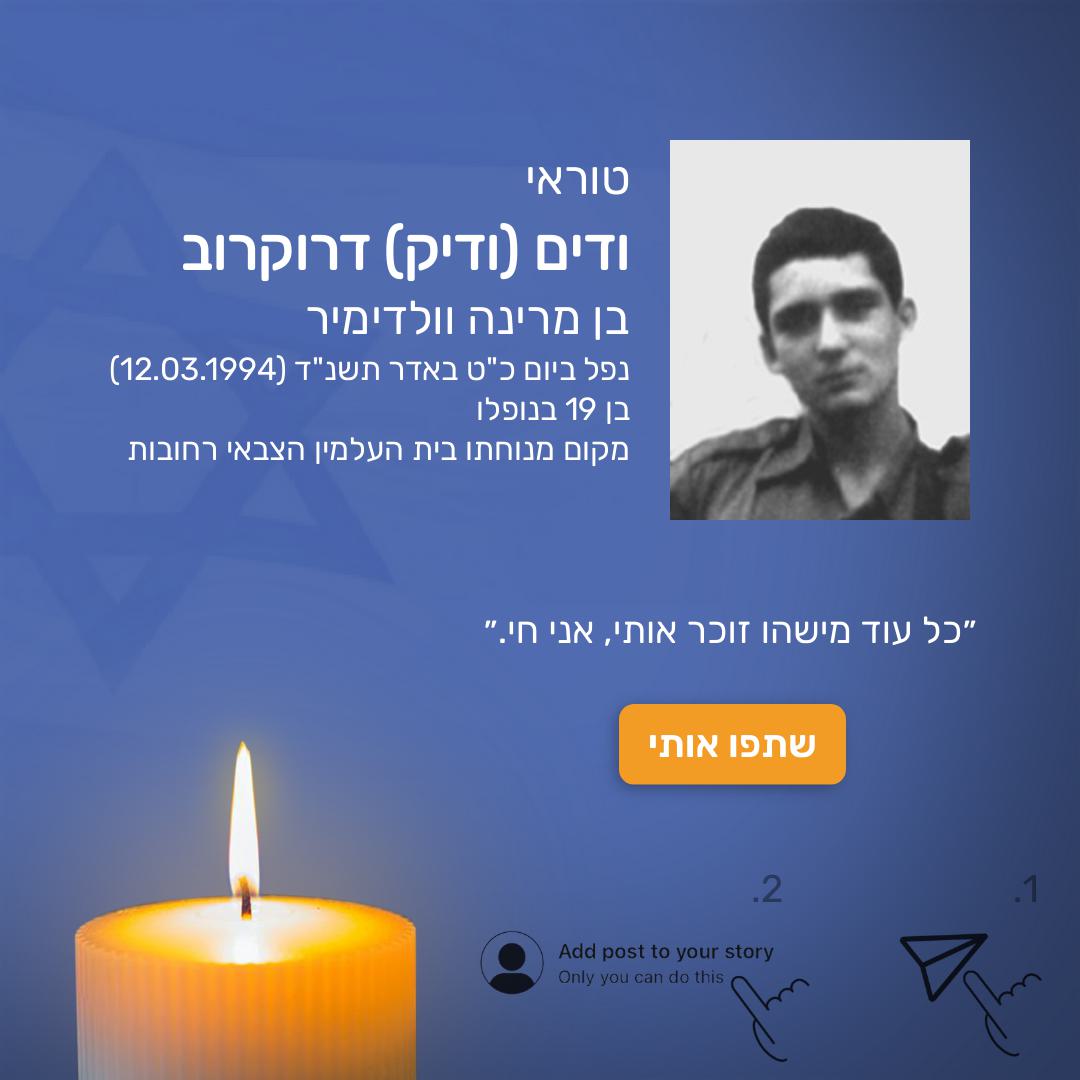 טוראי
ודים (ודיק) דרוקרוב
בן מרינה וולדימיר
נפל ביום כ"ט באדר תשנ"ד (12.03.1994)
בן 19 בנופלו
מקום מנוחתו בית העלמין הצבאי רחובות
״כל עוד מישהו זוכר אותי, אני חי.״
שתפו אותי
.1
.2
Add post to your story
Only you can do this